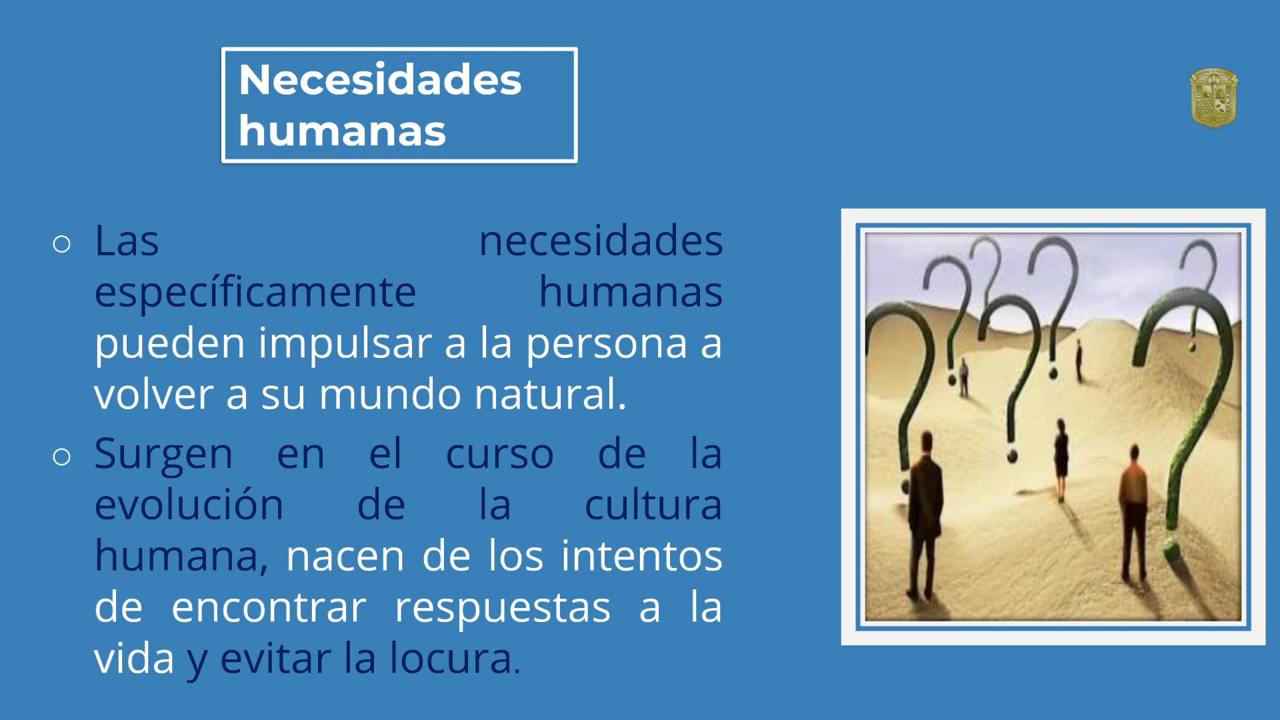 Necesidades
humanas
Las necesidades
específicamente humanas
pueden impulsar a la persona a
volver a su mundo natural.
Surgen en el curso de la
evolución de la cultura
humana, nacen de los intentos
de encontrar respuestas a la
vida y evitar la locura.